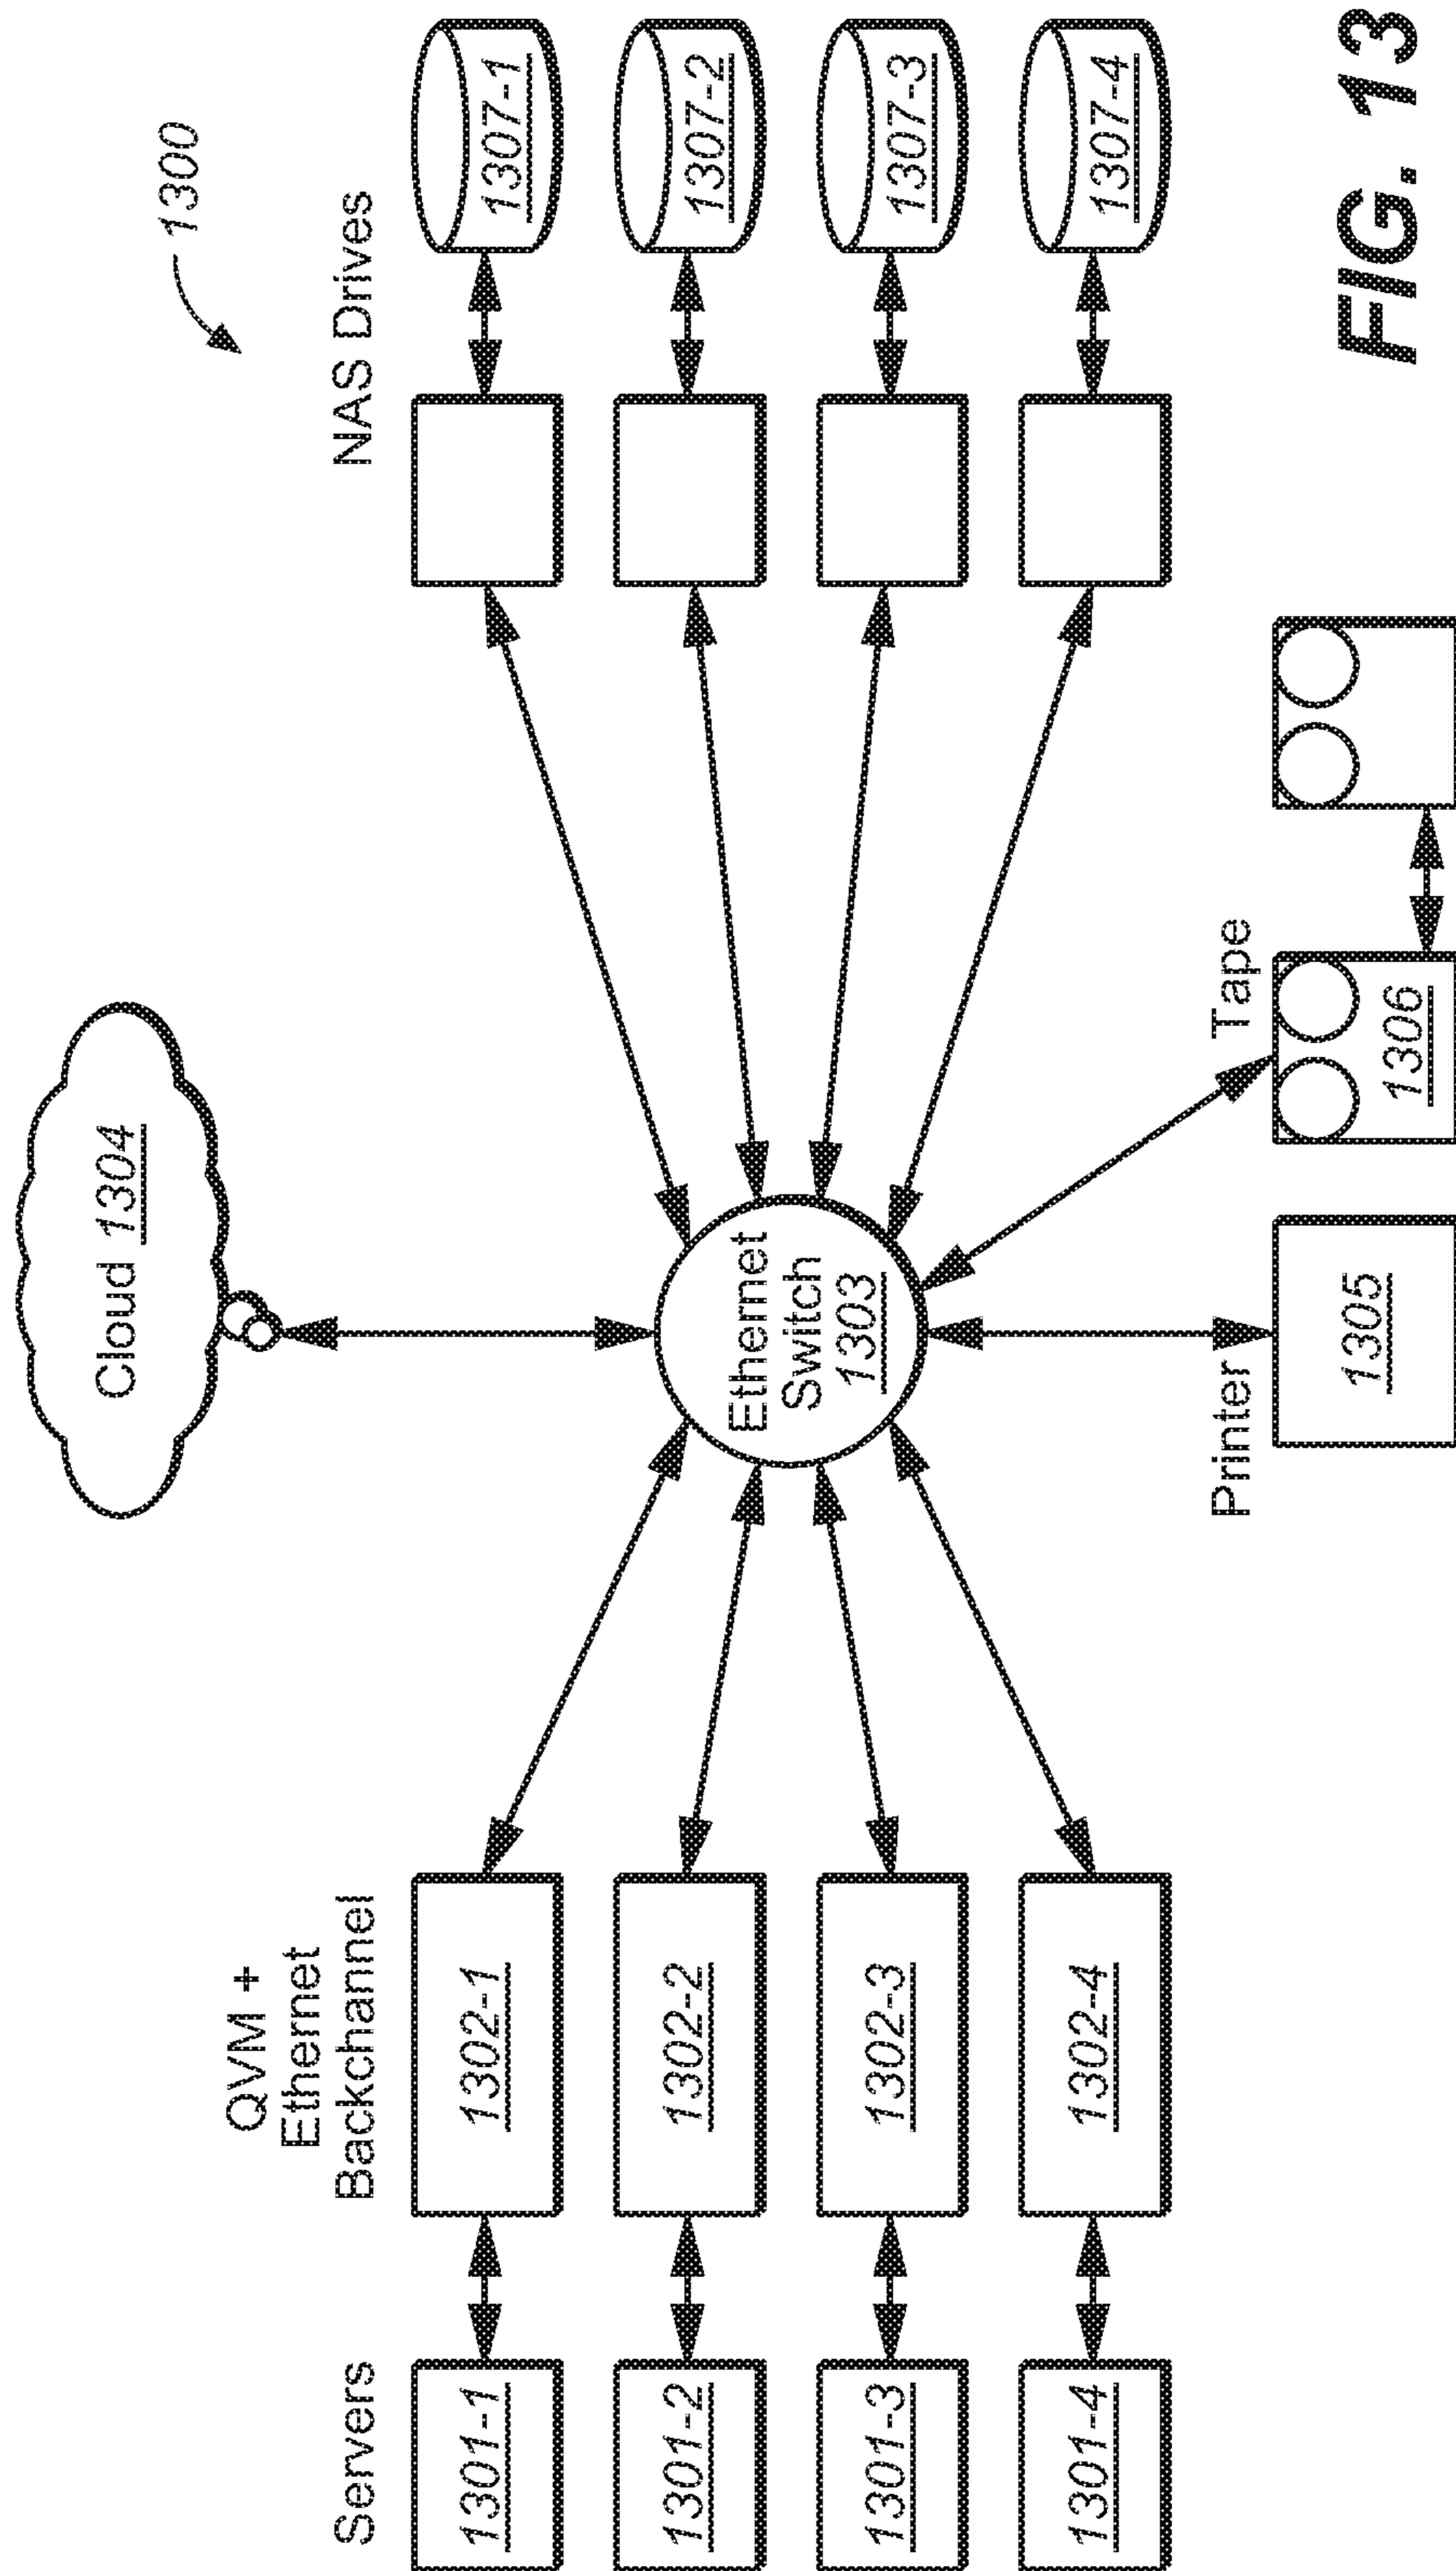 1300
Cloud 1304
QVM +
Ethernet
Backchannel
Servers
NAS Drives
1301-1
1302-1
1307-1
1301-2
1302-2
1307-2
Ethernet
Switch
1303
1301-3
1302-3
1307-3
1301-4
1302-4
1307-4
Printer
Tape
1305
1306
FIG. 13